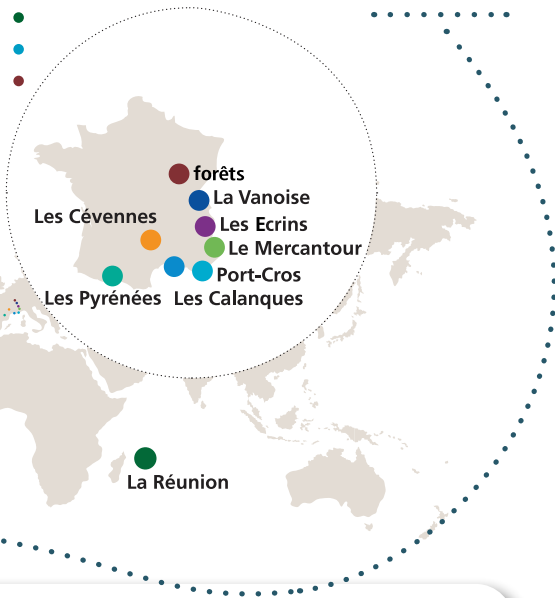 forêts
La Vanoise
Les Cévennes
Les Ecrins
Le Mercantour
Port-Cros
Les Pyrénées
Les Calanques
La Réunion